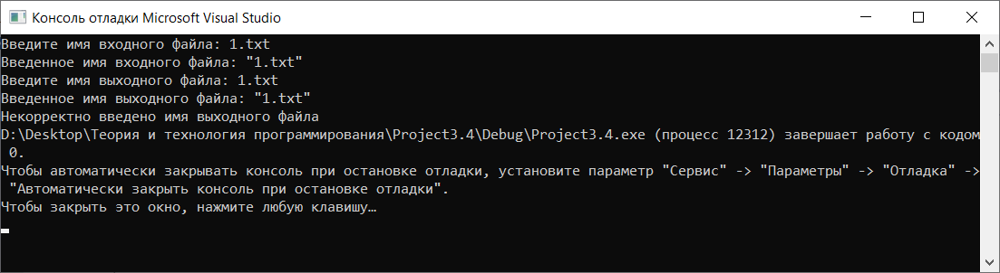 Консоль отладки Microsoft Visual Studio
Введите имя входного файла: 1.txt
Введенное имя входного файла: "1.txt"
Введите имя выходного файла: 1.txt
Введенное имя выходного файла: "1.txt"
Некорректно введено имя выходного файла
D:\Desktop\Теория и технология программирования\Project3.4\Debug\Project3.4.exe (процесс 12312) завершает работу с кодом
 0.
Чтобы автоматически закрывать консоль при остановке отладки, установите параметр "Сервис" -> "Параметры" -> "Отладка" ->
 "Автоматически закрыть консоль при остановке отладки".
Чтобы закрыть это окно, нажмите любую клавишу…